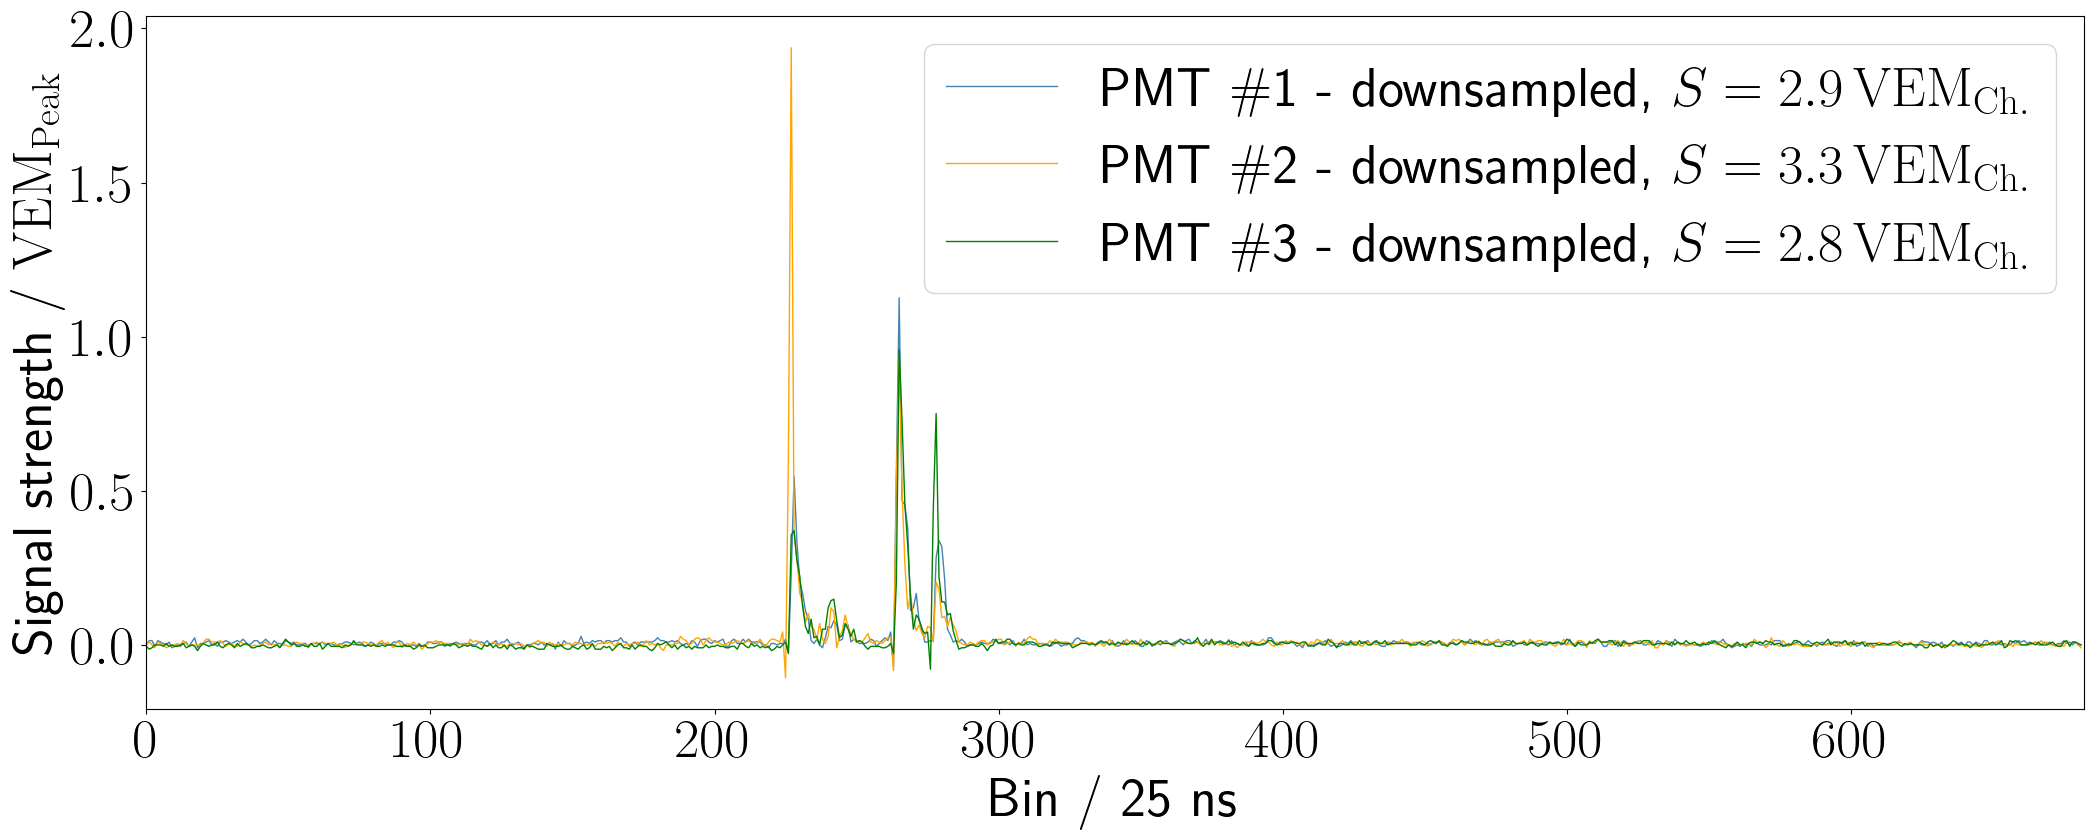 Signal strength / VEM_Peak
2.0
1.5
1.0
0.5
0.0
PMT #1 - downsampled, S = 2.9 VEM_Ch.
PMT #2 - downsampled, S = 3.3 VEM_Ch.
PMT #3 - downsampled, S = 2.8 VEM_Ch.
0 100 200 300 400 500 600
Bin / 25 ns